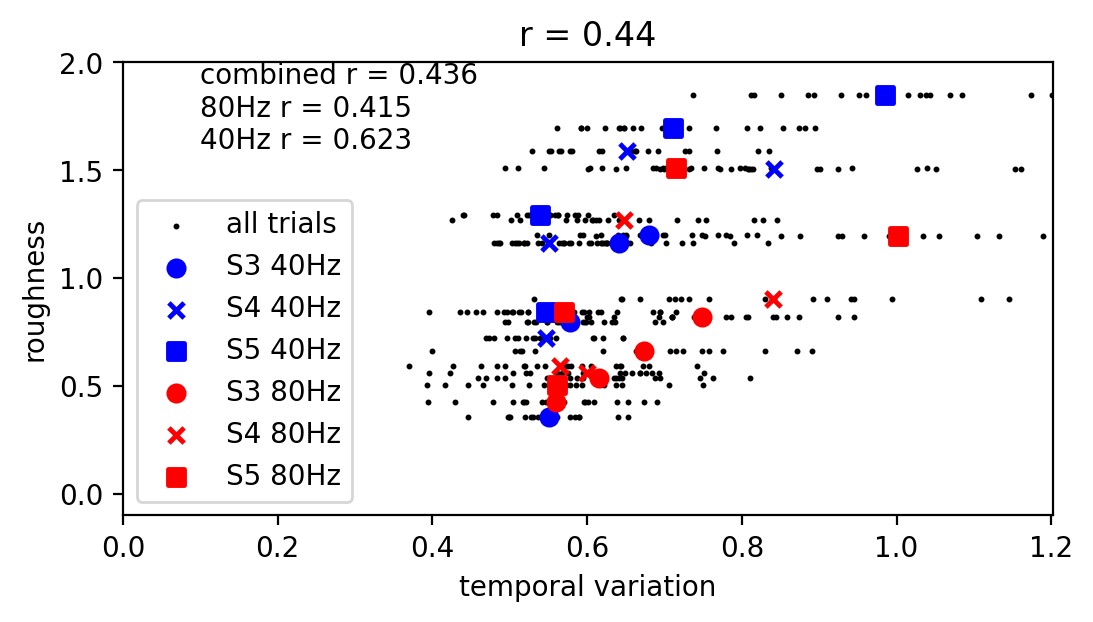 r = 0.44
combined r = 0.436
80Hz r = 0.415
40Hz r = 0.623
2.0
1.5
1.0
0.5
0.0
roughness
all trials
S3 40Hz
S4 40Hz
S5 40Hz
S3 80Hz
S4 80Hz
S5 80Hz
0.0 0.2 0.4 0.6 0.8 1.0 1.2
temporal variation